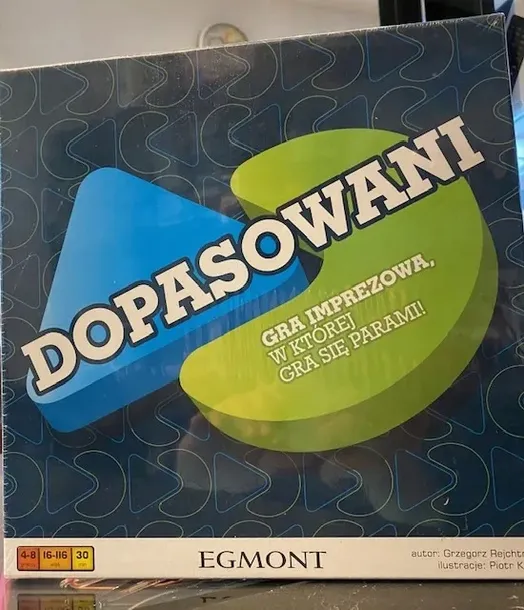 DOPASOWANI
GRA IMPREZOWA,
W KTÓREJ
GRA SIĘ PARAMI!
4-8 16-116 30
EGMONT
autor: Grzegorz
ilustracje: Piotr